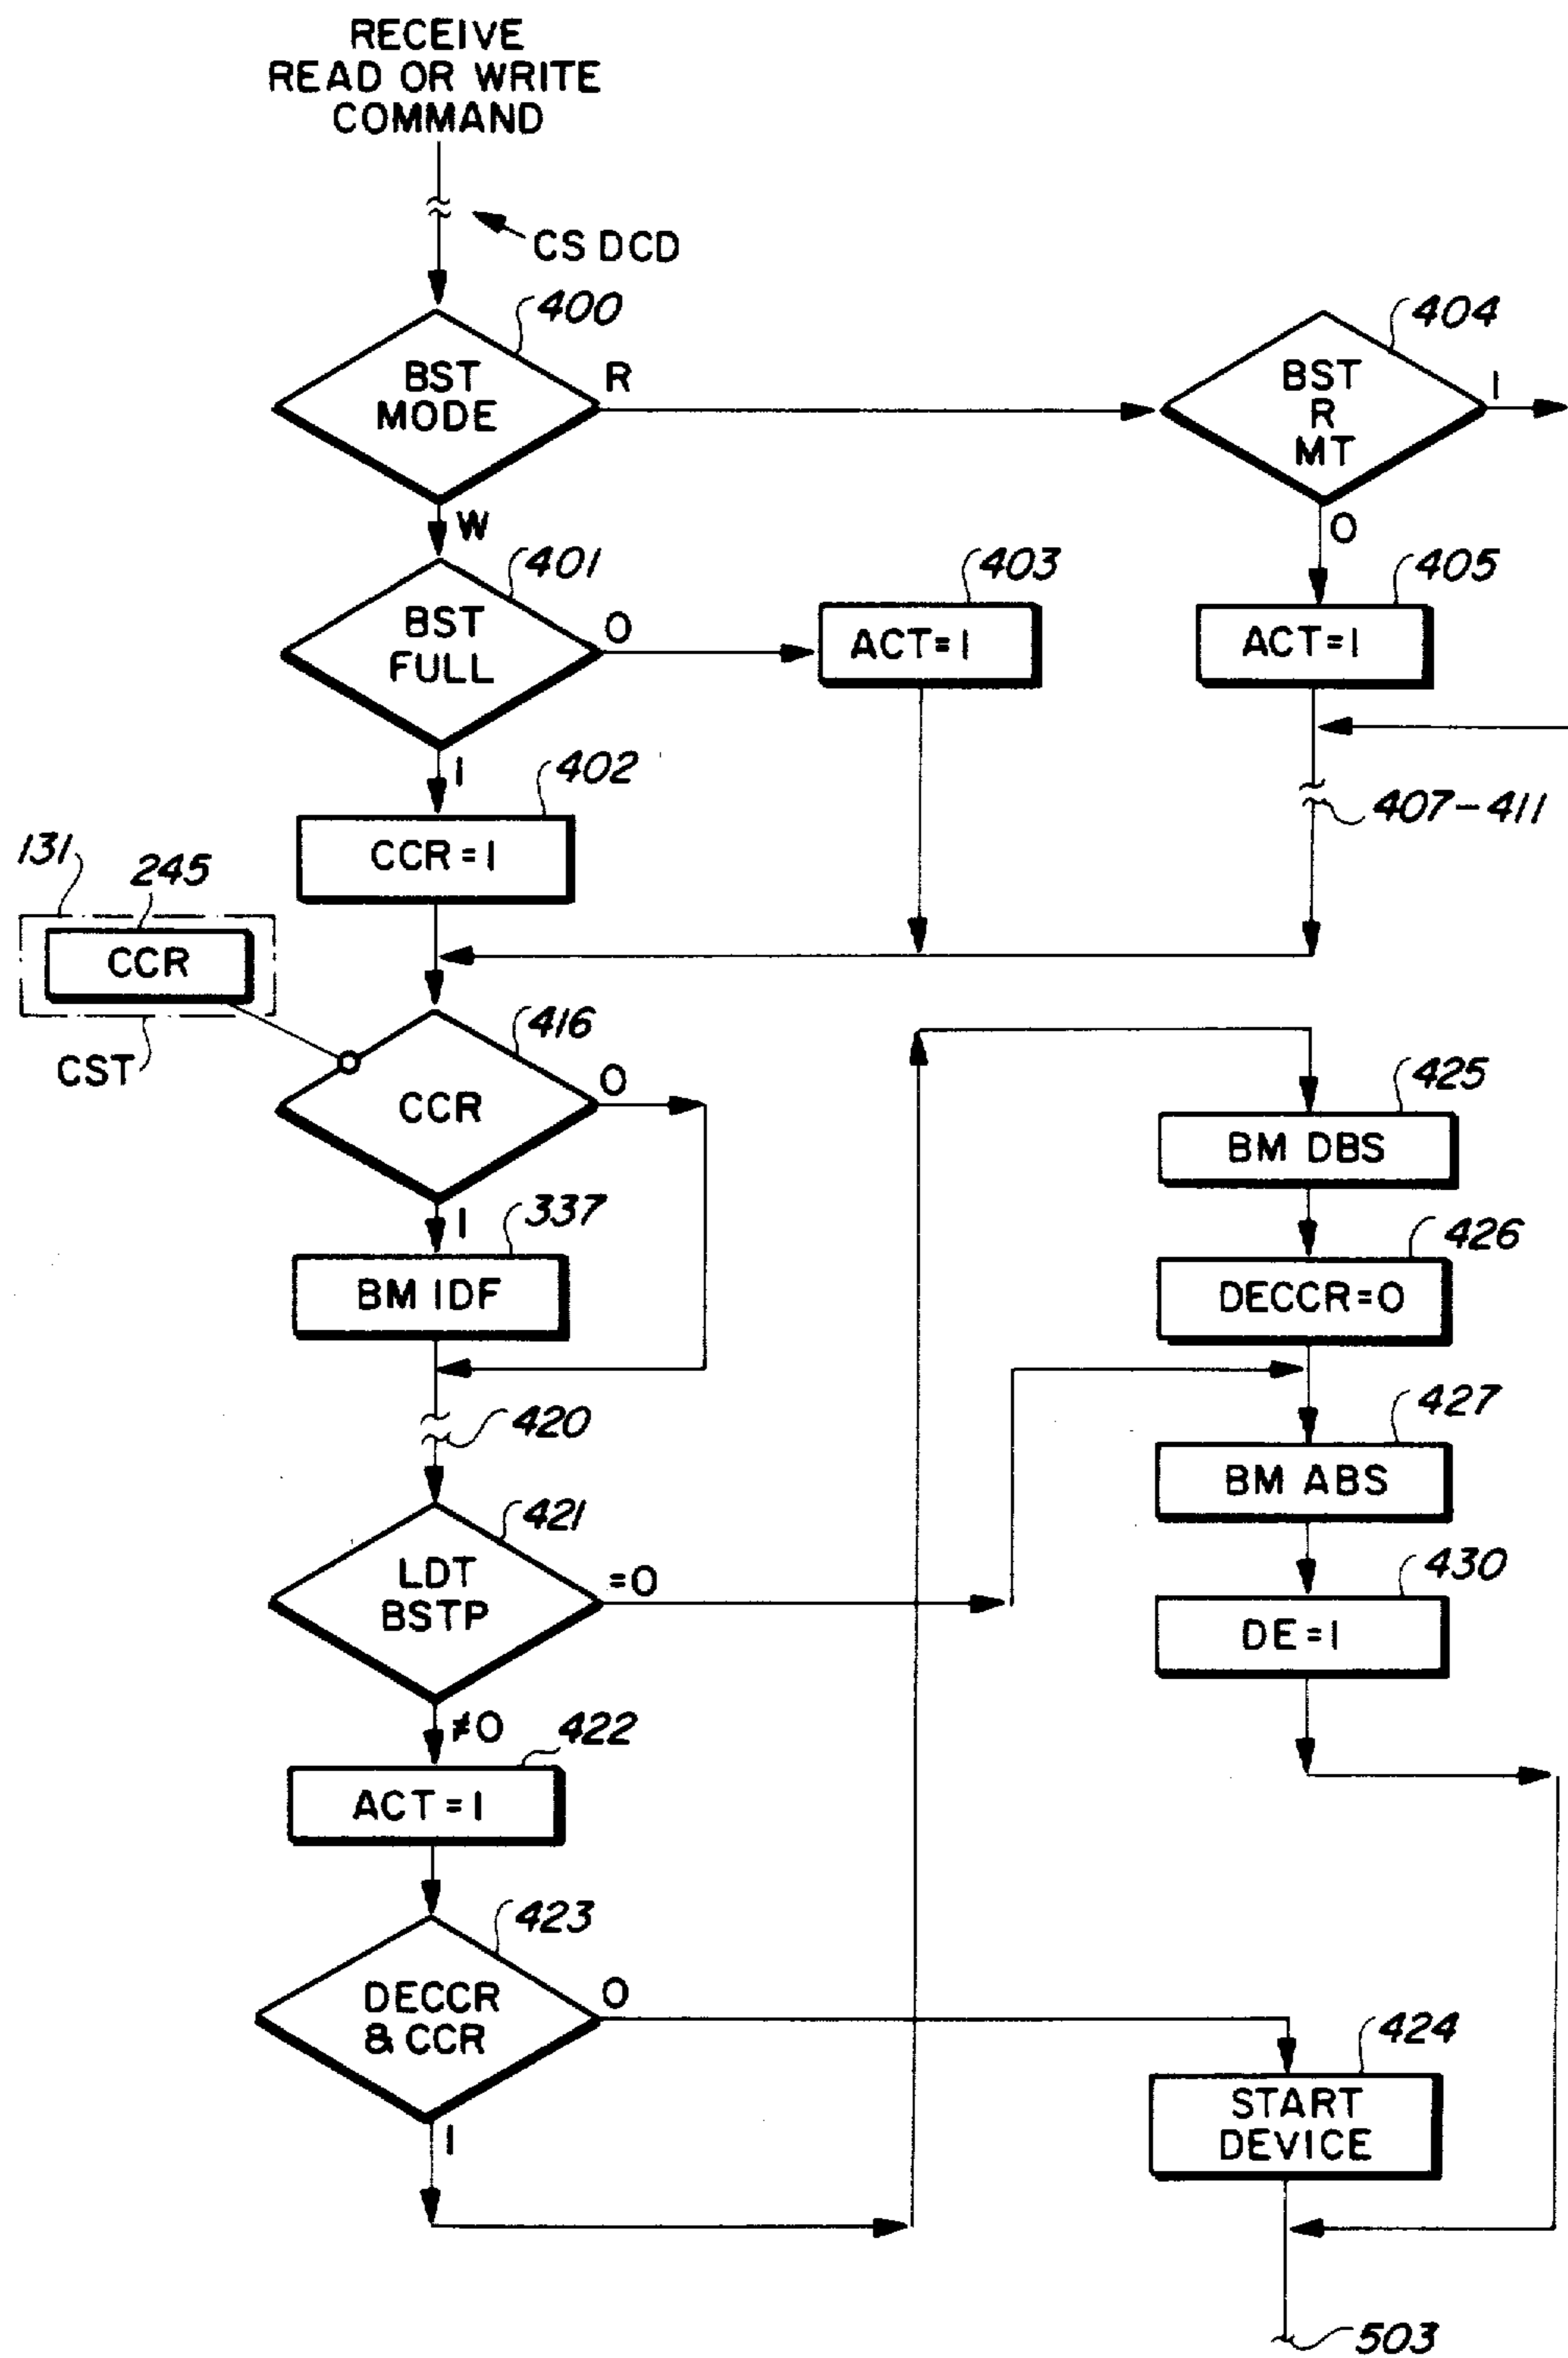 RECEIVE
READ OR WRITE
COMMAND
CS DCD
400
BST
MODE
R
W
404
BST
R
MT
1
0
401
BST
FULL
0
1
403
ACT=1
405
ACT=1
402
CCR=1
407-411
131
245
CCR
CST
416
CCR
0
1
337
BM IDF
420
425
BM DBS
426
DECCR=0
427
BM ABS
430
DE=1
421
LDT
BSTP
=0
≠0
422
ACT=1
423
DECCR
& CCR
0
1
424
START
DEVICE
503